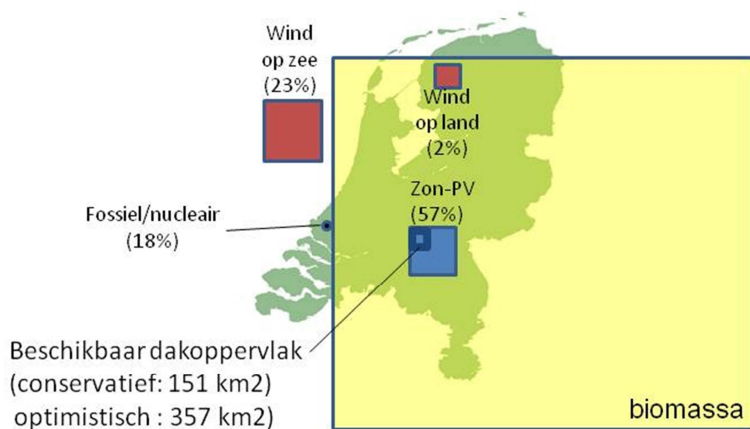 Wind
op zee
(23%)
Wind
op land
(2%)
Zon-PV
(57%)
Fossiel/nucleair
(18%)
Beschikbaar dakoppervlak
(conservatief: 151 km2)
optimistisch : 357 km2)
biomassa